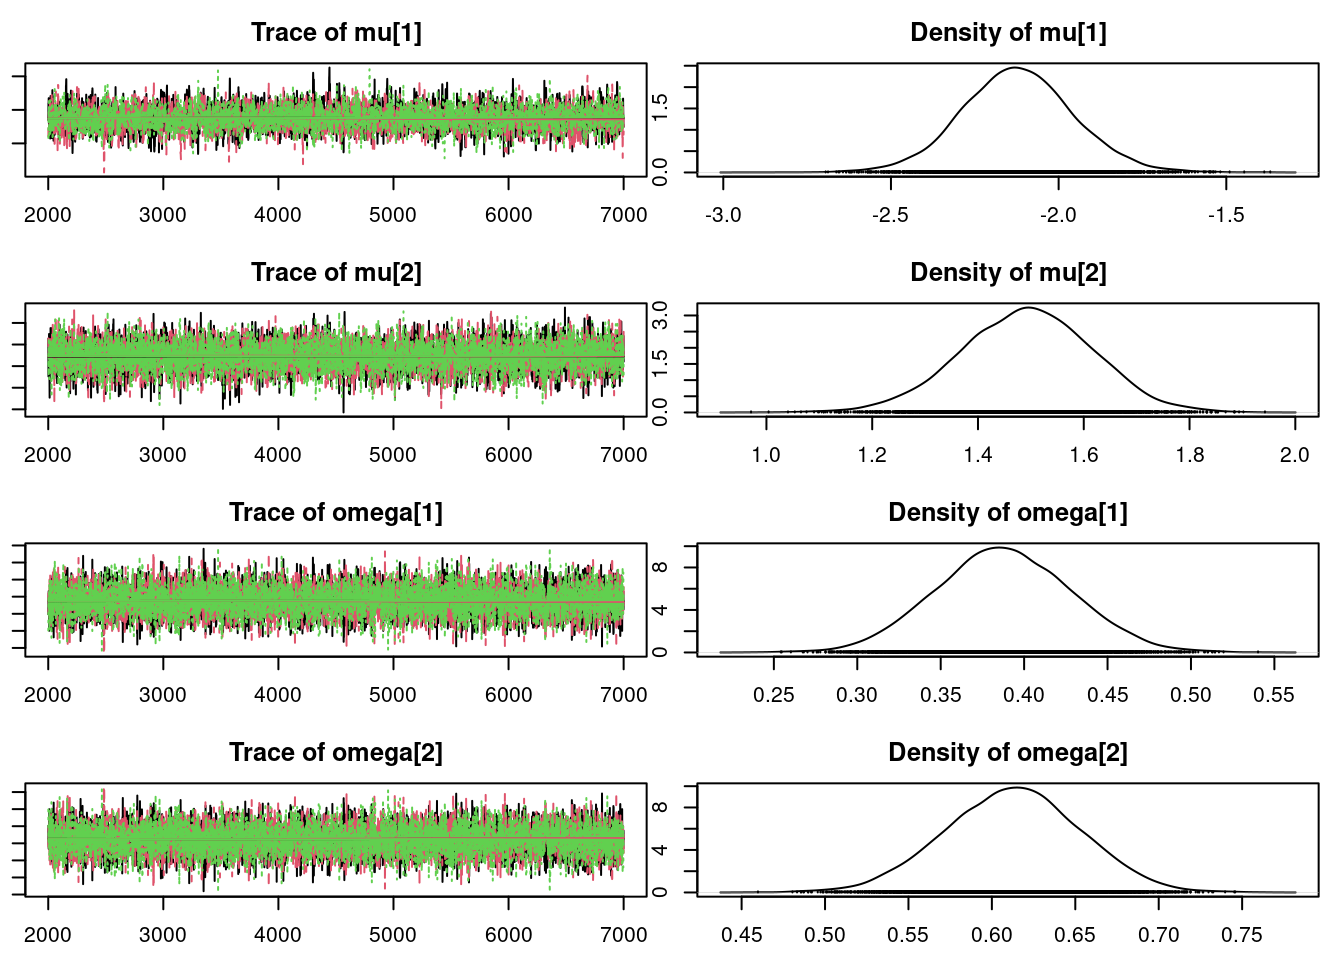 Trace of mu[1]
2000 3000 4000 5000 6000 7000
Density of mu[1]
0.0 1.5
-3.0 -2.5 -2.0 -1.5
Trace of mu[2]
2000 3000 4000 5000 6000 7000
Density of mu[2]
0.0 1.5 3.0
1.0 1.2 1.4 1.6 1.8 2.0
Trace of omega[1]
2000 3000 4000 5000 6000 7000
Density of omega[1]
0 4 8
0.25 0.30 0.35 0.40 0.45 0.50 0.55
Trace of omega[2]
2000 3000 4000 5000 6000 7000
Density of omega[2]
0 4 8
0.45 0.50 0.55 0.60 0.65 0.70 0.75